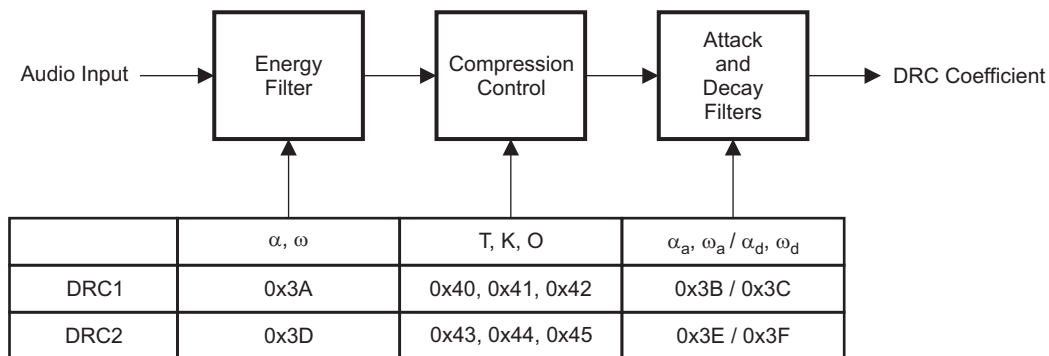 Audio Input
Energy
Filter
Compression
Control
Attack
and
Decay
Filters
DRC Coefficient
α, ω
T, K, O
αa, ωa / αd, ωd
DRC1
0x3A
0x40, 0x41, 0x42
0x3B / 0x3C
DRC2
0x3D
0x43, 0x44, 0x45
0x3E / 0x3F